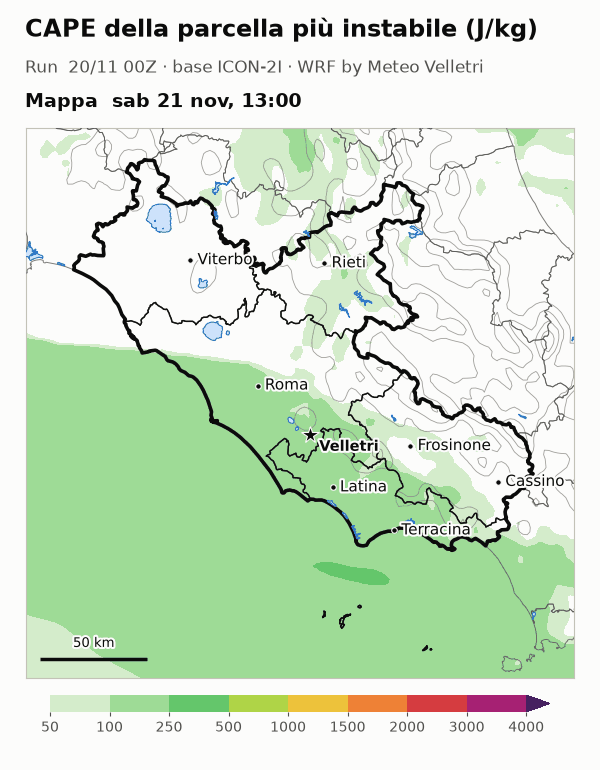 CAPE della parcella più instabile (J/kg)
Run  20/11 00Z · base ICON-2I · WRF by Meteo Velletri
Mappa  sab 21 nov, 13:00
Viterbo
Rieti
Roma
Velletri
Frosinone
Latina
Cassino
Terracina
50 km
50 100 250 500 1000 1500 2000 3000 4000